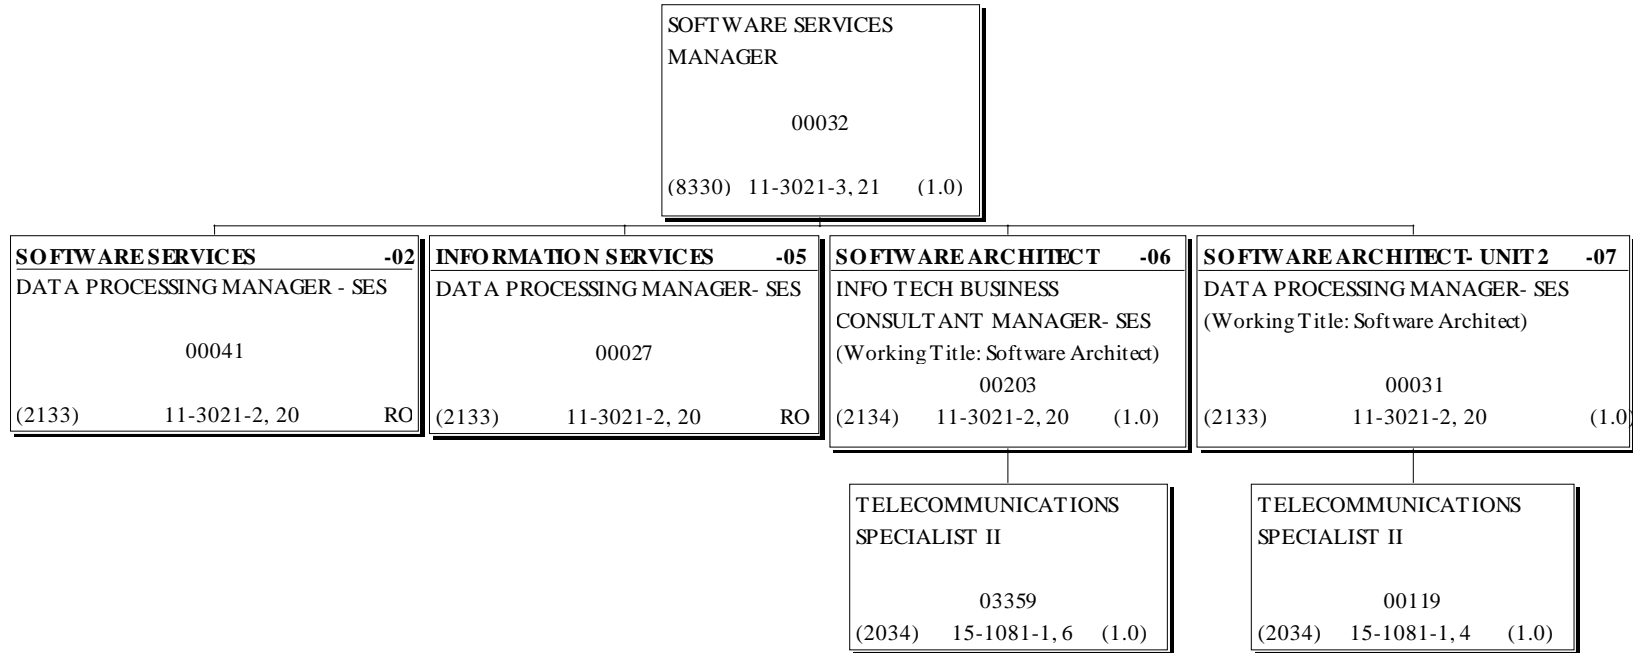 SOFTWARE SERVICES
MANAGER
00032
(8330) 11-3021-3, 21 (1.0)
SOFTWARE SERVICES -02
DATA PROCESSING MANAGER - SES
00041
(2133) 11-3021-2, 20 RO
INFORMATION SERVICES -05
DATA PROCESSING MANAGER- SES
00027
(2133) 11-3021-2, 20 RO
SOFTWARE ARCHITECT -06
INFO TECH BUSINESS
CONSULTANT MANAGER- SES
(Working Title: Software Architect)
00203
(2134) 11-3021-2, 20 (1.0)
SOFTWARE ARCHITECT- UNIT 2 -07
DATA PROCESSING MANAGER- SES
(Working Title: Software Architect)
00031
(2133) 11-3021-2, 20 (1.0)
TELECOMMUNICATIONS
SPECIALIST II
03359
(2034) 15-1081-1, 6 (1.0)
TELECOMMUNICATIONS
SPECIALIST II
00119
(2034) 15-1081-1, 4 (1.0)